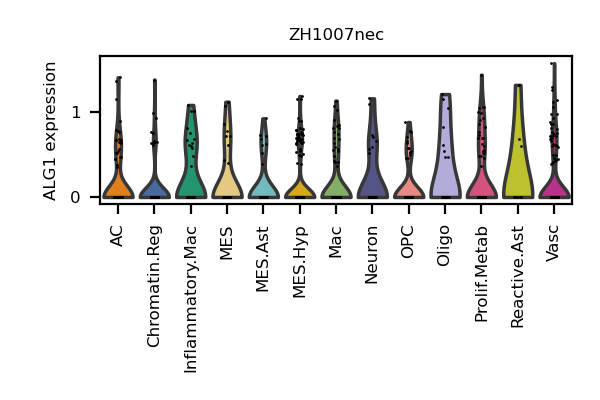 ZH1007nec
ALG1 expression
1
0
AC
Chromatin.Reg
Inflammatory.Mac
MES
MES.Ast
MES.Hyp
Mac
Neuron
OPC
Oligo
Prolif.Metab
Reactive.Ast
Vasc